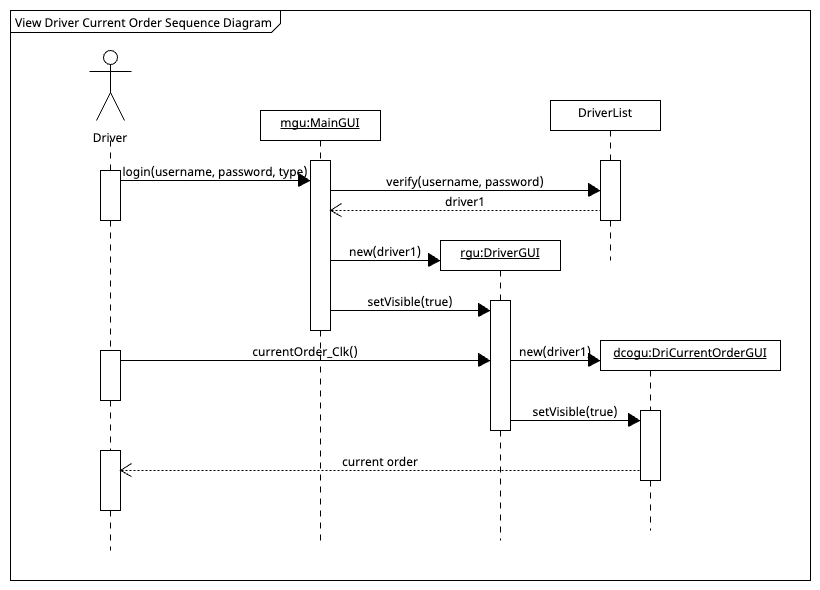 View Driver Current Order Sequence Diagram
Driver
mgu:MainGUI
DriverList
login(username, password, type)
verify(username, password)
driver1
new(driver1)
rgu:DriverGUI
setVisible(true)
currentOrder_Clk()
new(driver1)
dcogu:DriCurrentOrderGUI
setVisible(true)
current order